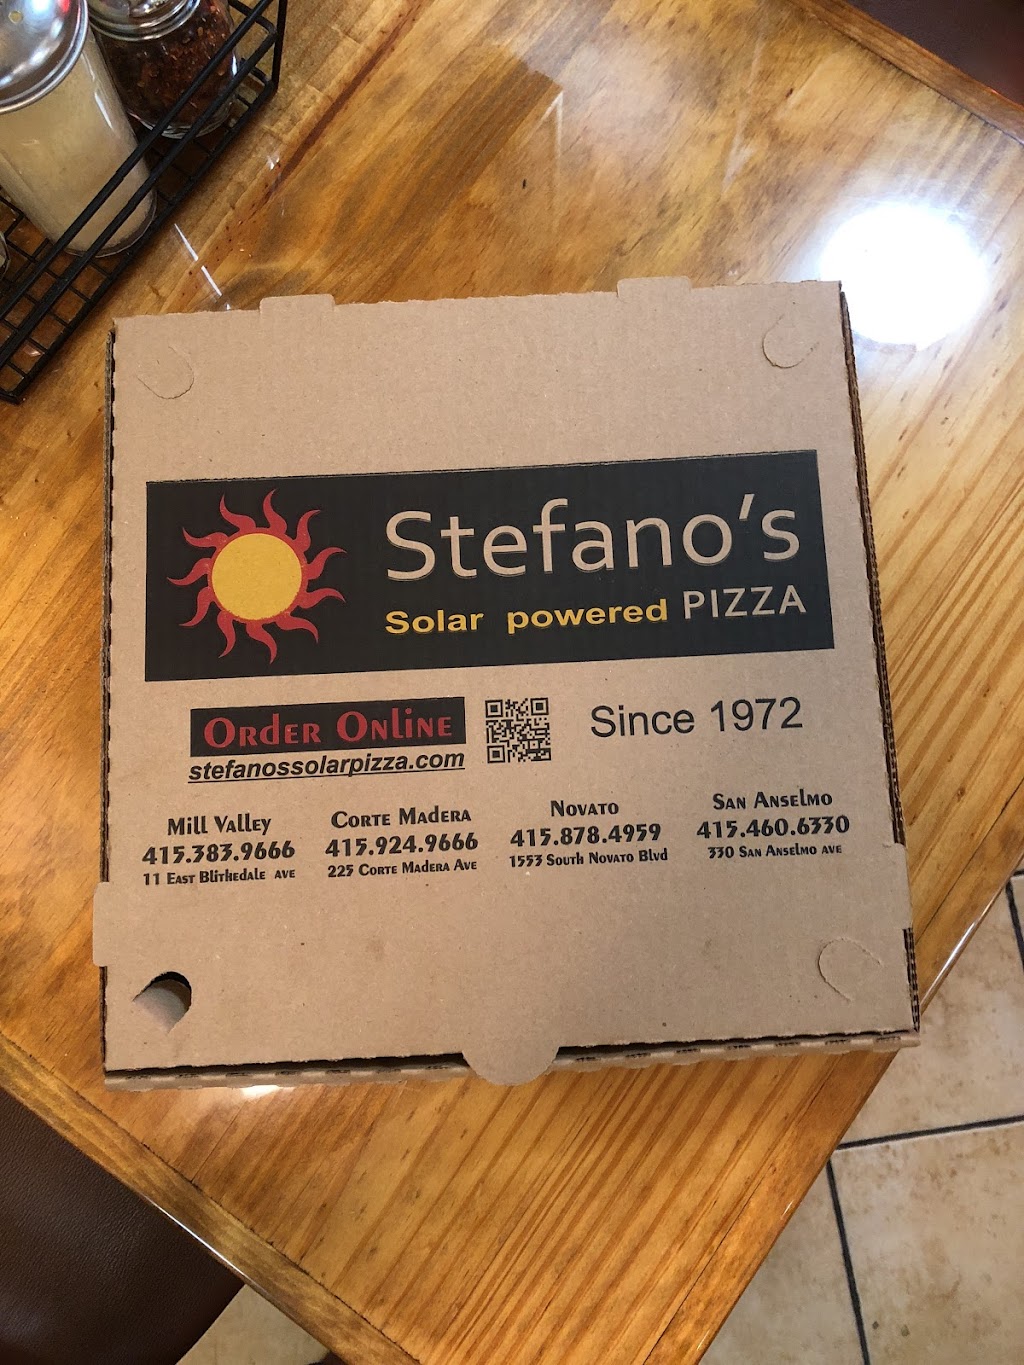 Stefano's
Solar powered PIZZA
Order Online
stefanossolarpizza.com
Since 1972
Mill Valley
415.383.9666
11 East Blithedale ave
Corte Madera
415.924.9666
225 Corte Madera Ave
Novato
415.878.4959
1553 South Novato Blvd
San Anselmo
415.460.6330
330 San Anselmo ave